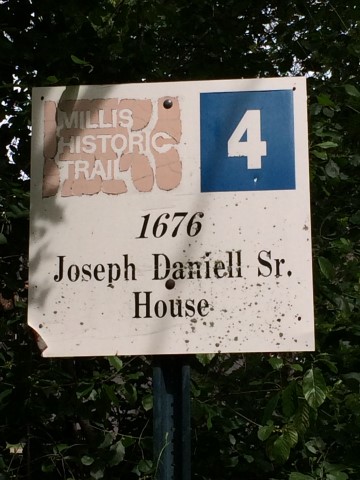 MILLIS
HISTORIC
TRAIL
4
1676
Joseph Daniell Sr.
House